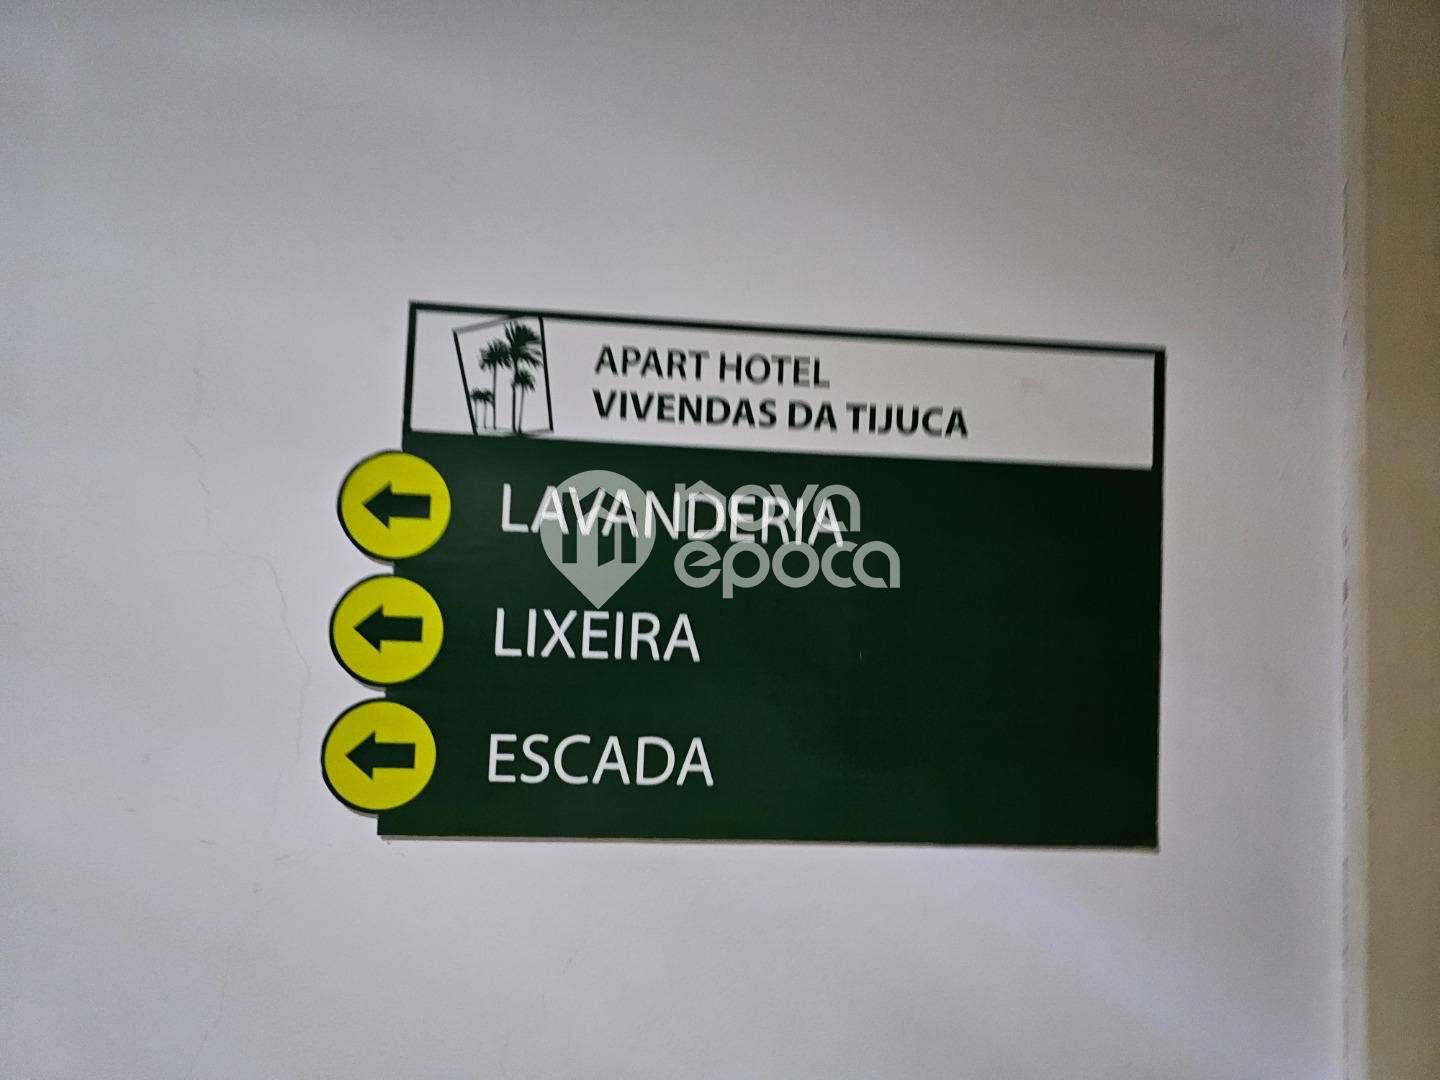 APART HOTEL
VIVENDAS DA TIJUCA
LAVANDERIA
nova
epoca
LIXEIRA
ESCADA